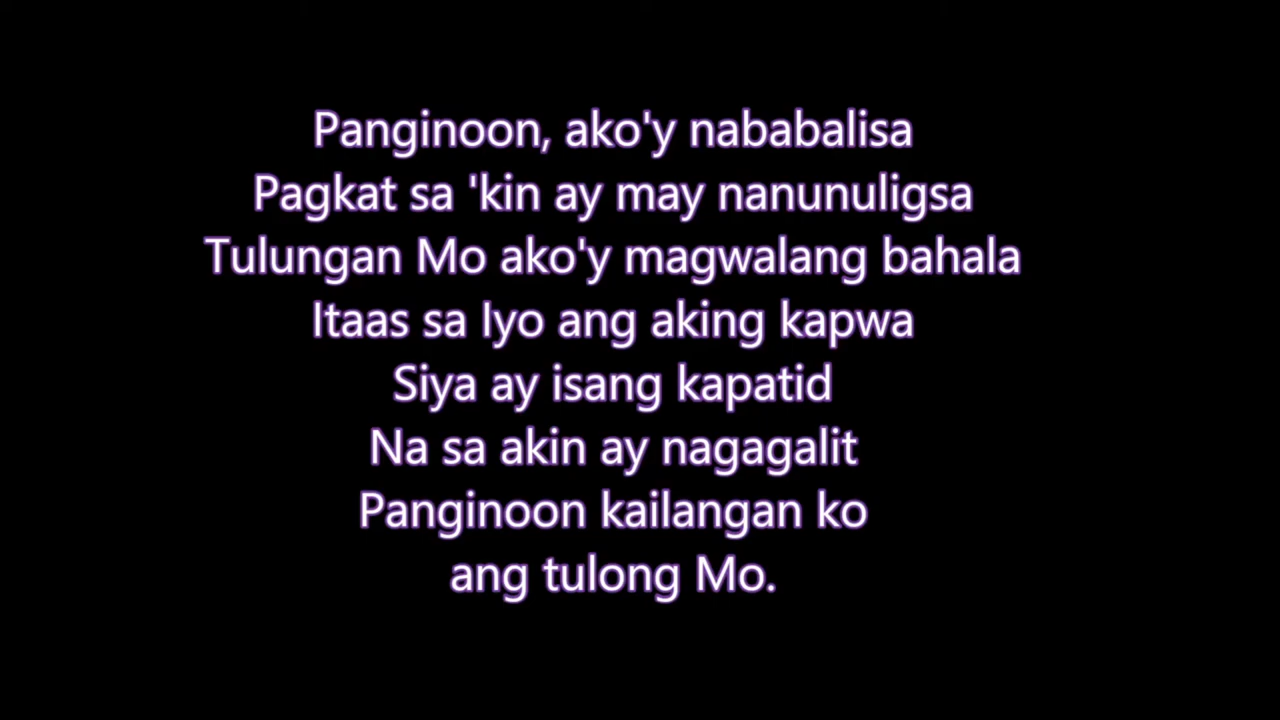 Panginoon, ako'y nababalisa
Pagkat sa 'kin ay may nanunuligsa
Tulungan Mo ako'y magwalang bahala
Itaas sa Iyo ang aking kapwa
Siya ay isang kapatid
Na sa akin ay nagagalit
Panginoon kailangan ko
ang tulong Mo.